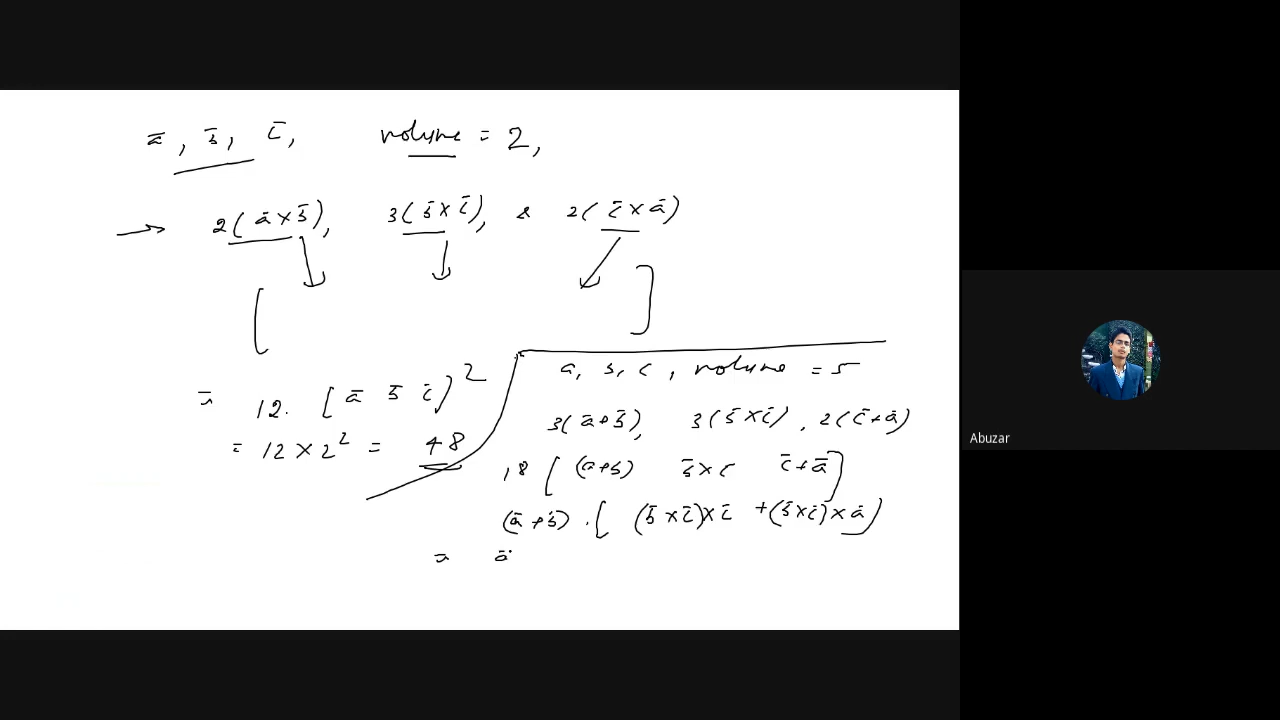 ā, b̄, c̄, volume = 2,
→ 2(ā×b̄), 3(b̄×c̄), & 2(c̄×ā)
[ ]
= 12. [ā b̄ c̄]²
= 12×2² = 48
a, b, c, volume = 5
3(ā+b̄), 3(b̄×c̄), 2(c̄+ā)
18[(a+b) b̄×c c̄+ā]
(ā+b̄).[(b̄×c̄)×c̄ +(b̄×c̄)×ā]
= ā
Abuzar